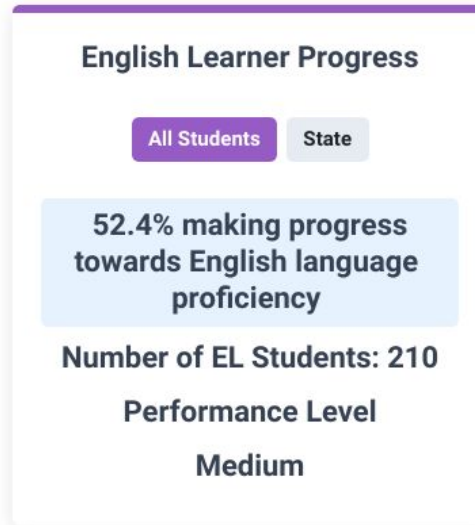 English Learner Progress
All Students State
52.4% making progress
towards English language
proficiency
Number of EL Students: 210
Performance Level
Medium